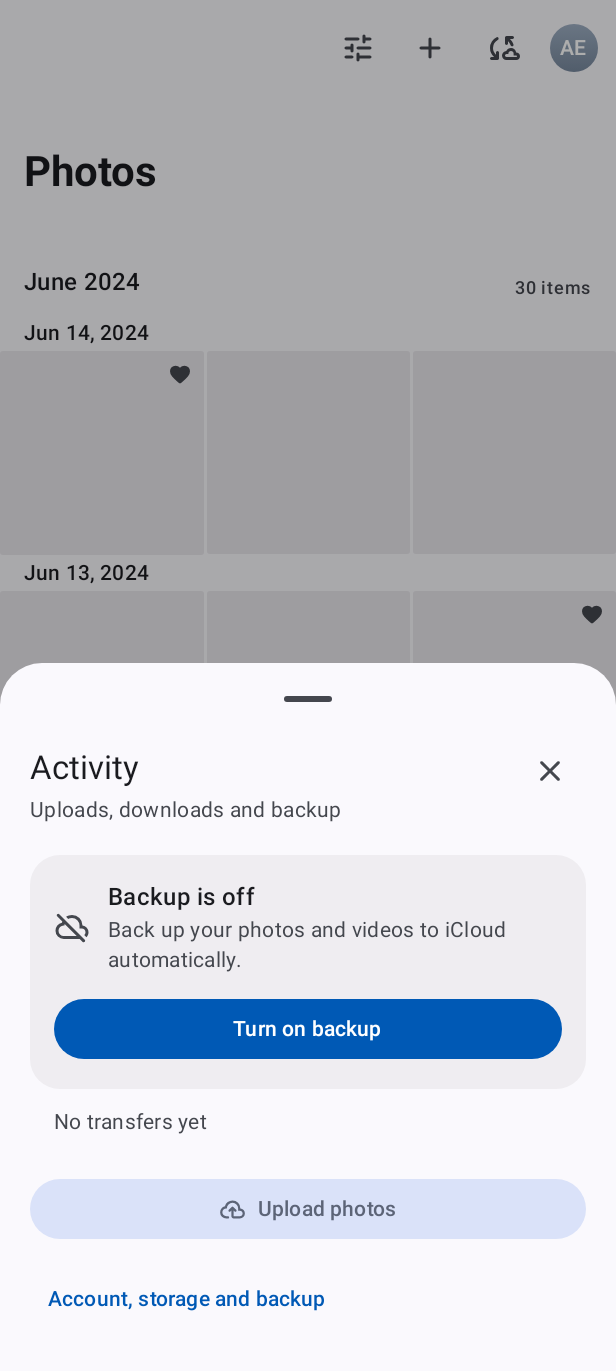 AE
Photos
June 2024
30 items
Jun 14, 2024
Jun 13, 2024
Activity
Uploads, downloads and backup
Backup is off
Back up your photos and videos to iCloud
automatically.
Turn on backup
No transfers yet
Upload photos
Account, storage and backup